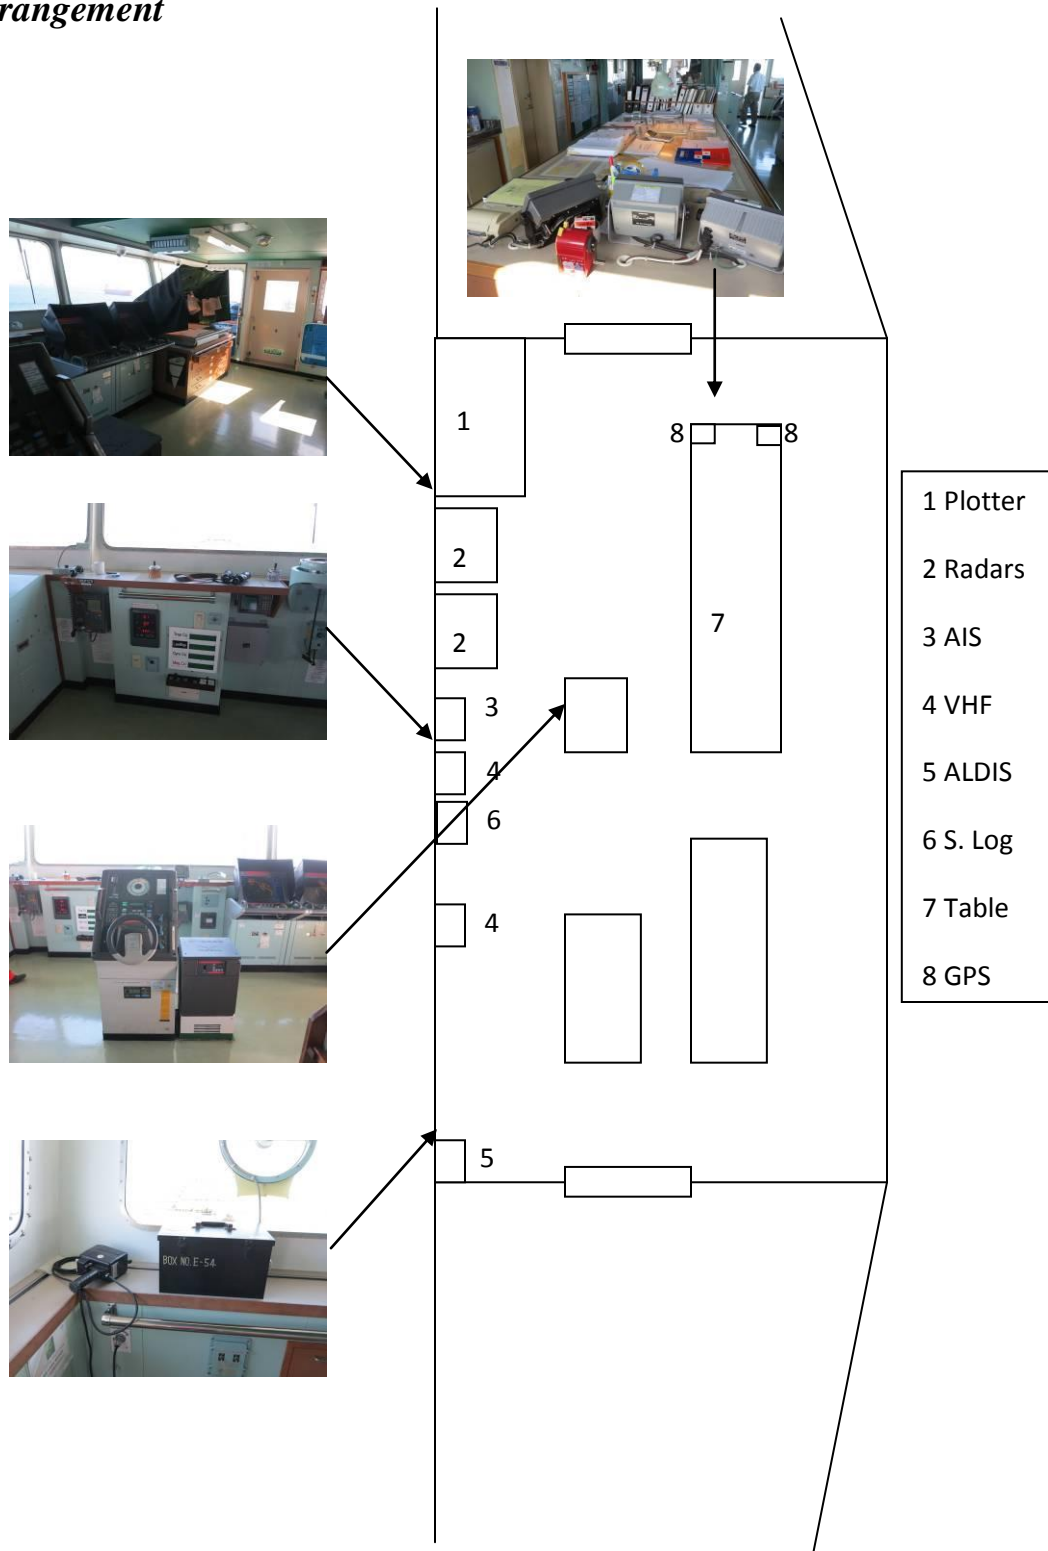 rangement
1
8
8
2
7
2
3
4
6
4
5
1 Plotter
2 Radars
3 AIS
4 VHF
5 ALDIS
6 S. Log
7 Table
8 GPS
BOX NO. E-54